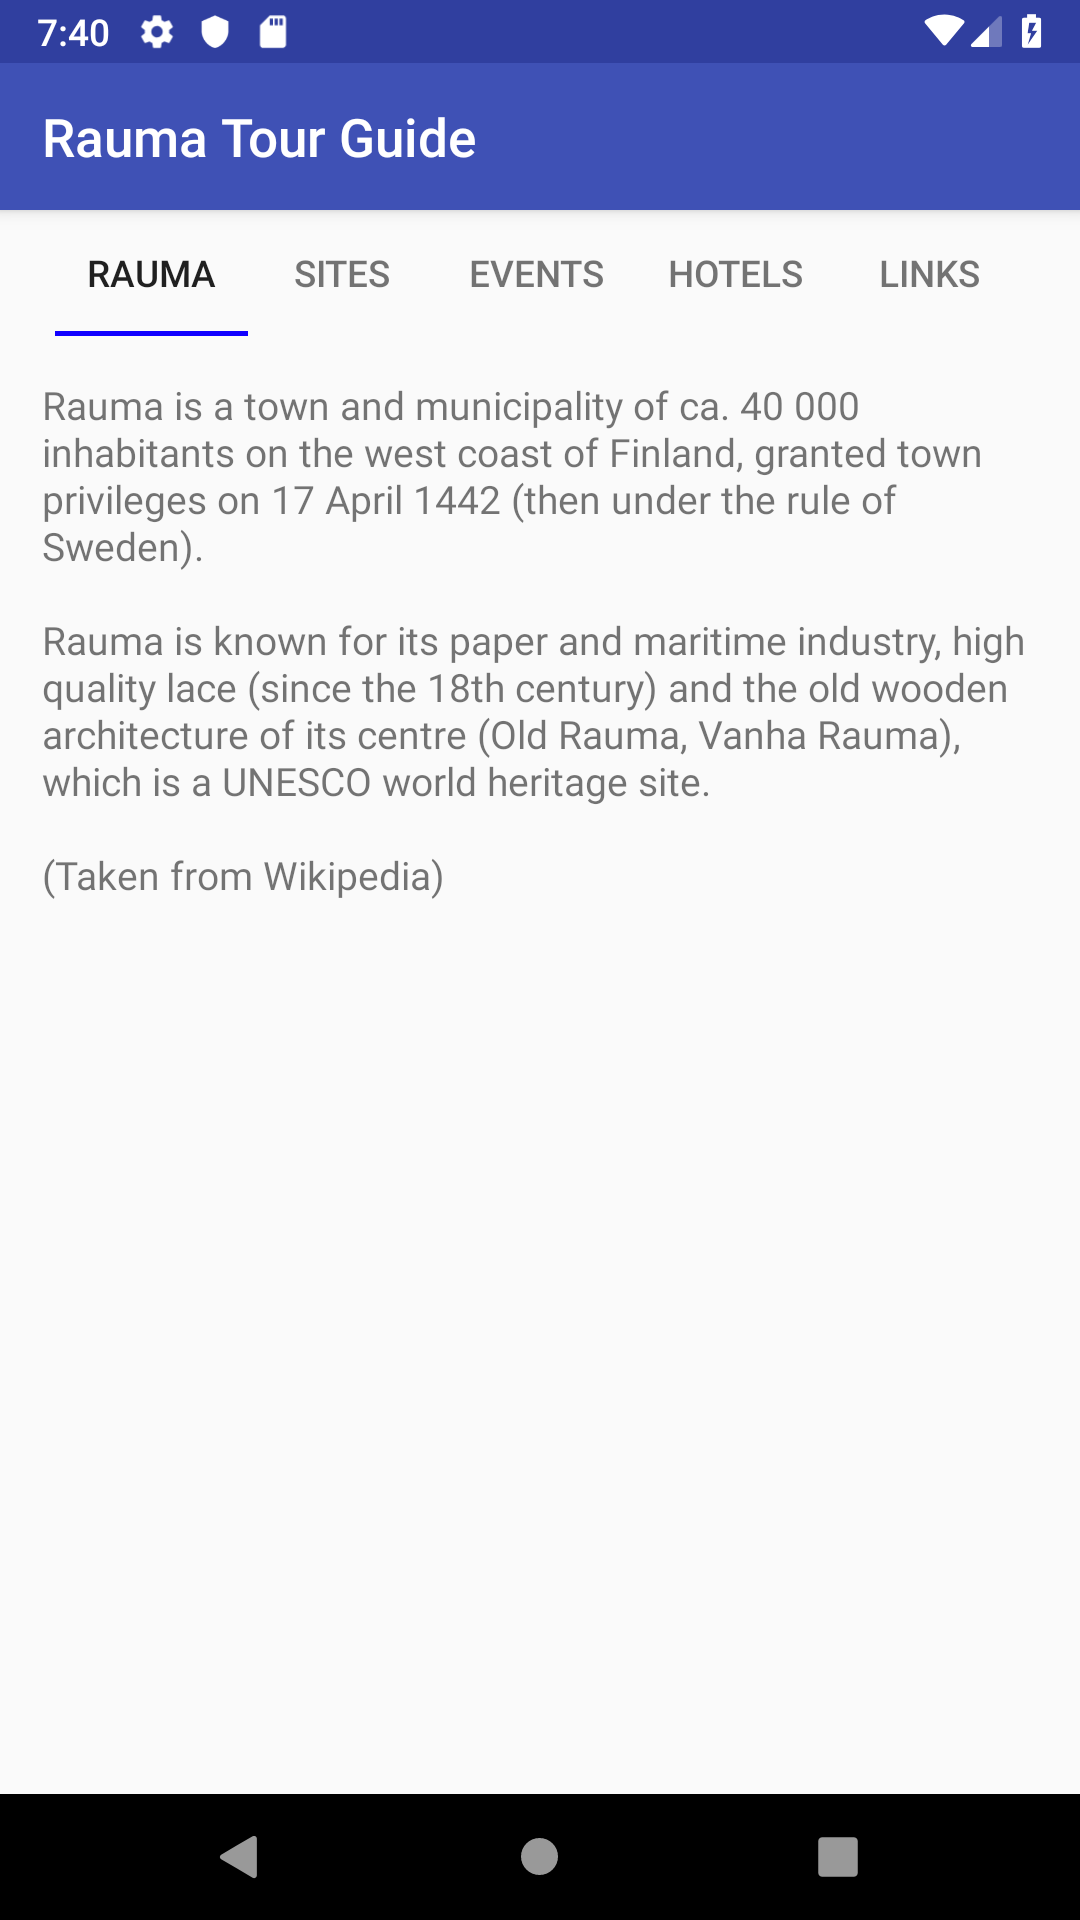 7:40
Rauma Tour Guide
RAUMA SITES EVENTS HOTELS LINKS
Rauma is a town and municipality of ca. 40 000
inhabitants on the west coast of Finland, granted town
privileges on 17 April 1442 (then under the rule of
Sweden).
Rauma is known for its paper and maritime industry, high
quality lace (since the 18th century) and the old wooden
architecture of its centre (Old Rauma, Vanha Rauma),
which is a UNESCO world heritage site.
(Taken from Wikipedia)